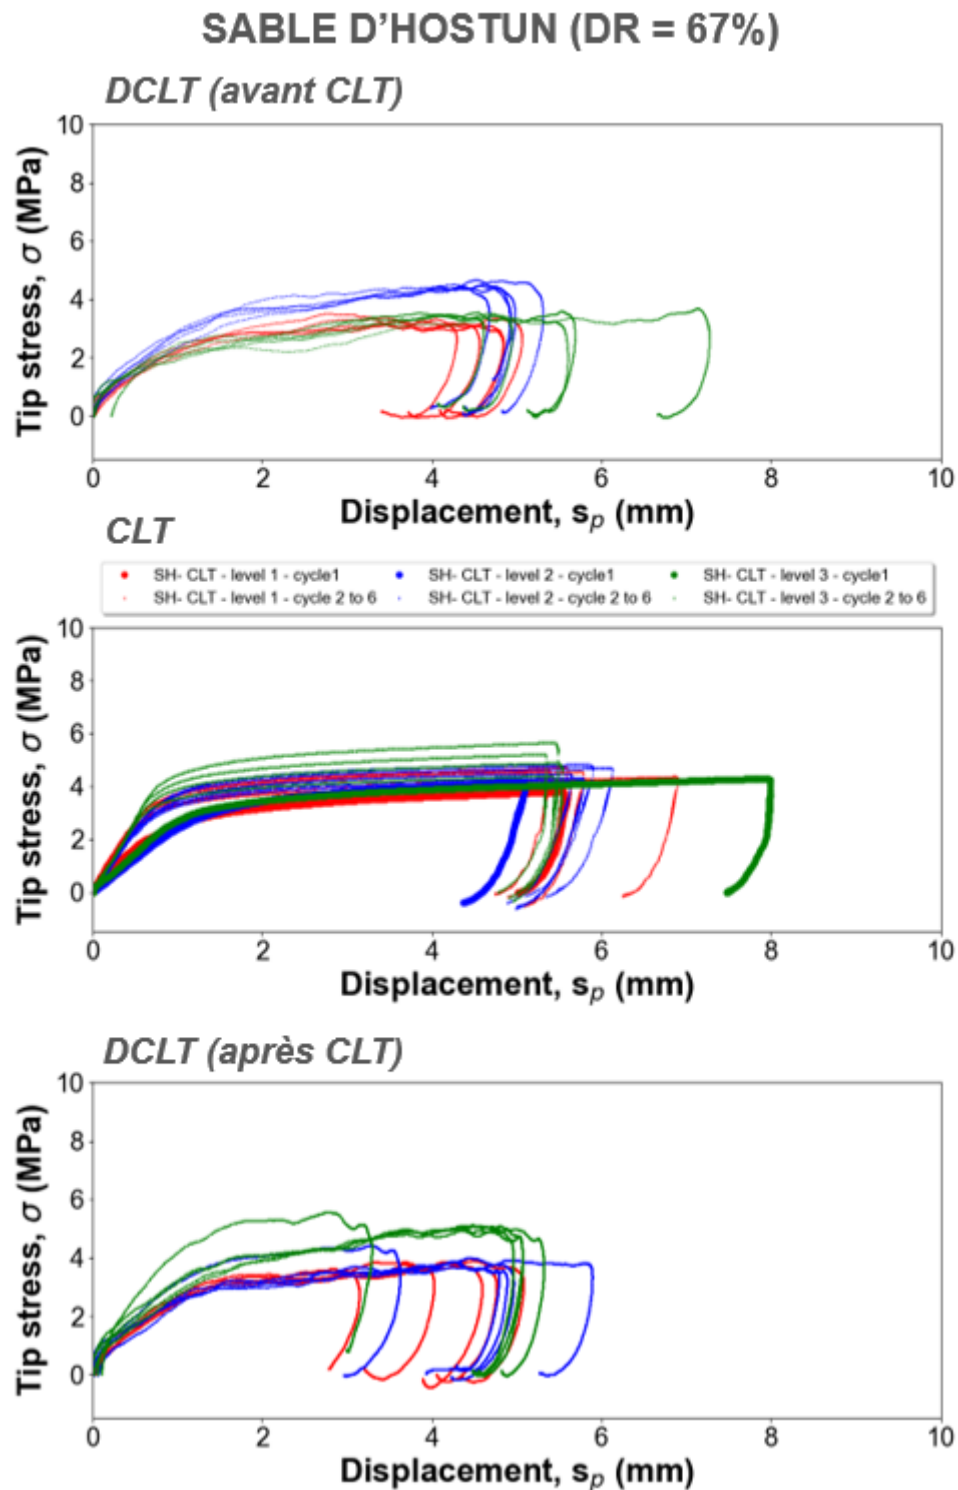 SABLE D'HOSTUN (DR = 67%)
DCLT (avant CLT)
Tip stress, σ (MPa)
10
8
6
4
2
0
0 2 4 6 8 10
Displacement, sₚ (mm)
CLT
SH- CLT - level 1 - cycle1 SH- CLT - level 2 - cycle1 SH- CLT - level 3 - cycle1
SH- CLT - level 1 - cycle 2 to 6 SH- CLT - level 2 - cycle 2 to 6 SH- CLT - level 3 - cycle 2 to 6
Tip stress, σ (MPa)
10
8
6
4
2
0
0 2 4 6 8 10
Displacement, sₚ (mm)
DCLT (après CLT)
Tip stress, σ (MPa)
10
8
6
4
2
0
0 2 4 6 8 10
Displacement, sₚ (mm)